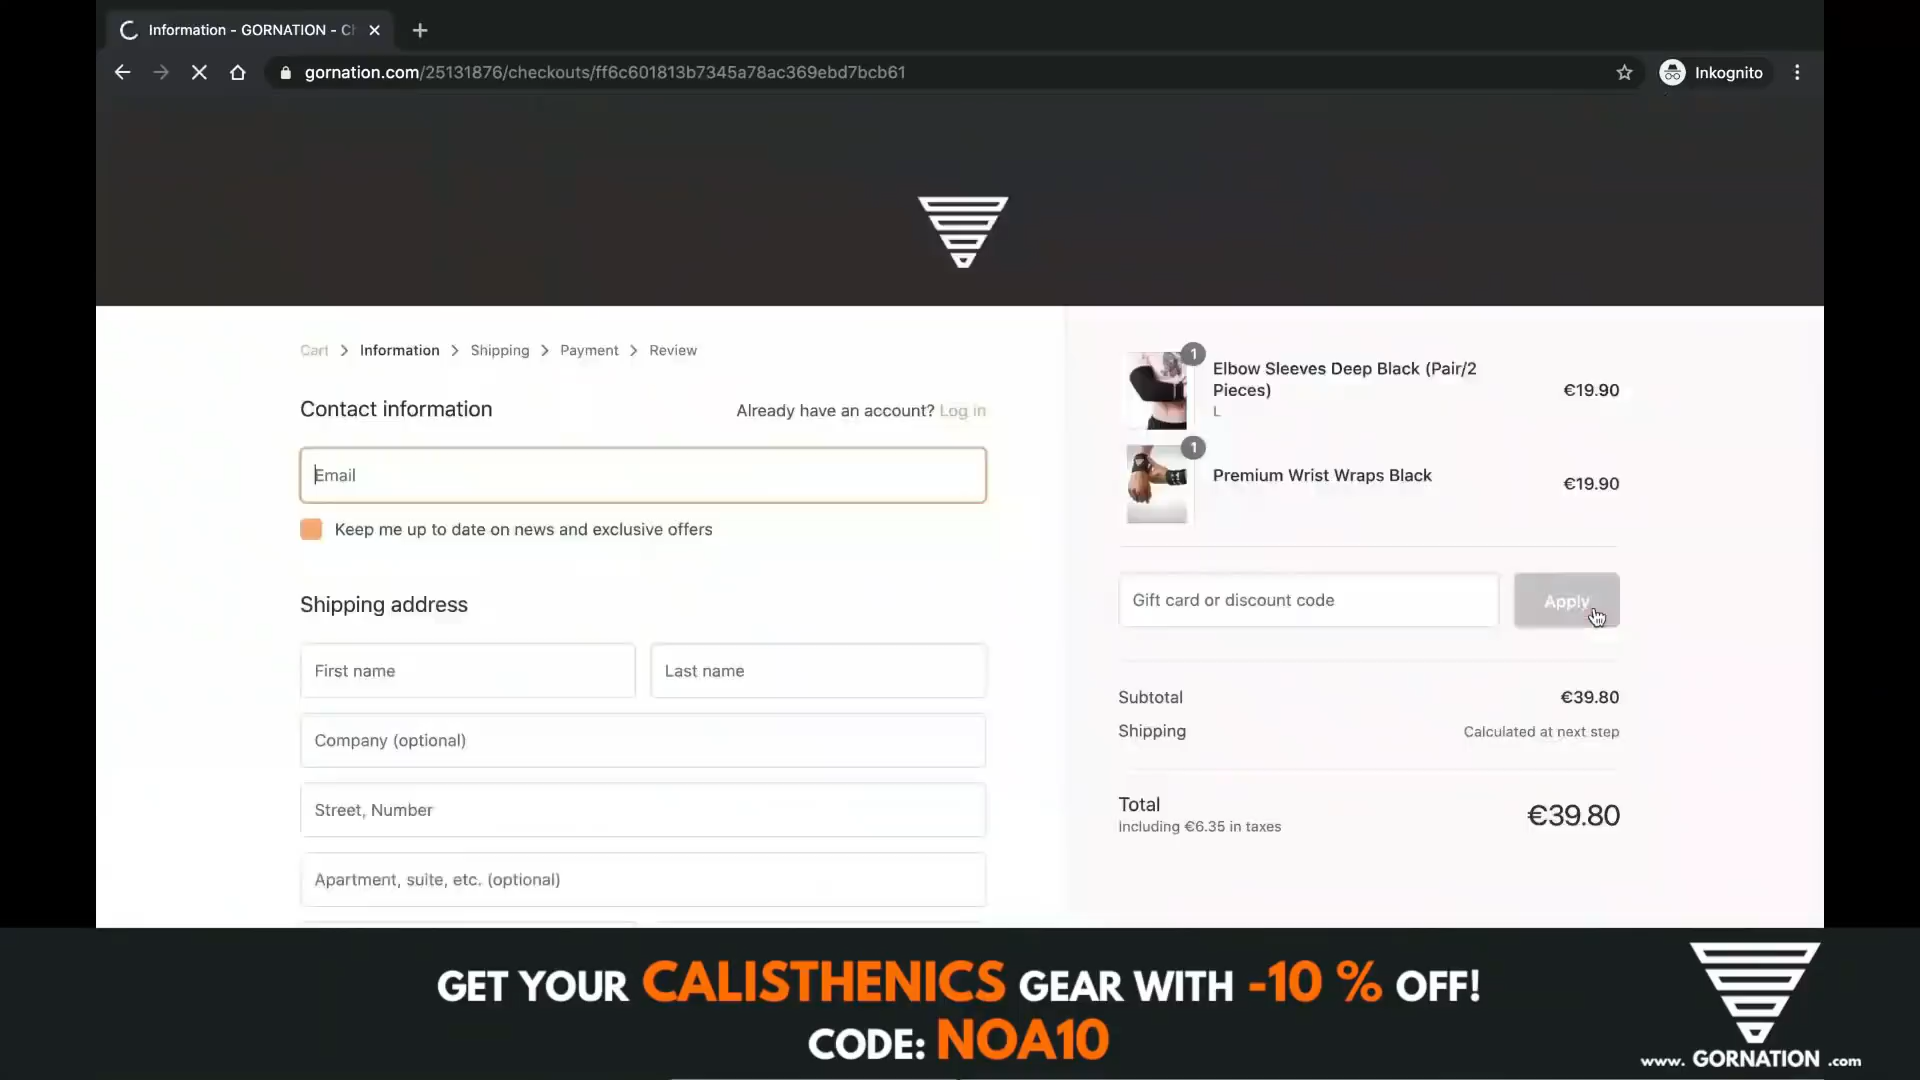 Information - GORNATION - Ch
gornation.com/25131876/checkouts/ff6c601813b7345a78ac369ebd7bcb61
Inkognito
Cart > Information > Shipping > Payment > Review
Contact information
Already have an account? Log in
Email
Keep me up to date on news and exclusive offers
Shipping address
First name
Last name
Company (optional)
Street, Number
Apartment, suite, etc. (optional)
1
Elbow Sleeves Deep Black (Pair/2
Pieces)
L
€19.90
1
Premium Wrist Wraps Black
€19.90
Gift card or discount code
Apply
Subtotal
€39.80
Shipping
Calculated at next step
Total
Including €6.35 in taxes
€39.80
GET YOUR CALISTHENICS GEAR WITH -10 % OFF!
CODE: NOA10
www. GORNATION .com